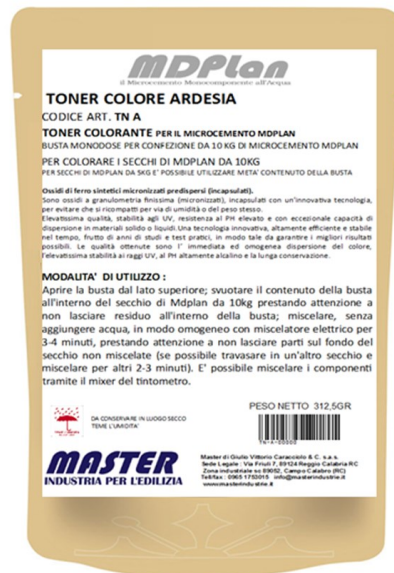 MDPlan
il Microcemento Monocomponente all'Acqua
TONER COLORE ARDESIA
CODICE ART. TN A
TONER COLORANTE PER IL MICROCEMENTO MDPLAN
BUSTA MONODOSE PER CONFEZIONE DA 10 KG DI MICROCEMENTO MDPLAN
PER COLORARE I SECCHI DI MDPLAN DA 10KG
PER SECCHI DI MDPLAN DA 5KG E' POSSIBILE UTILIZZARE META' CONTENUTO DELLA BUSTA
Ossidi di ferro sintetici micronizzati predispersi (incapsulati).
Sono ossidi a granulometria finissima (micronizzati), incapsulati con un'innovativa tecnologia,
per evitare che si ricompatti per via di umidità o del peso stesso.
Elevatissima qualità, stabilità agli UV, resistenza al PH elevato e con eccezionale capacità di
dispersione in materiali solido o liquidi. Una tecnologia innovativa, altamente efficiente e stabile
nel tempo, frutto di anni di studi e test pratici, in modo tale da garantire i migliori risultati
possibili. Le qualità ottenute sono l' immediata ed omogenea dispersione del colore,
l'elevatissima stabilità ai raggi UV, al PH altamente alcalino e la lunga conservazione.
MODALITA' DI UTILIZZO :
Aprire la busta dal lato superiore; svuotare il contenuto della busta
all'interno del secchio di Mdplan da 10kg prestando attenzione a
non lasciare residuo all'interno della busta; miscelare, senza
aggiungere acqua, in modo omogeneo con miscelatore elettrico per
3-4 minuti, prestando attenzione a non lasciare parti sul fondo del
secchio non miscelate (se possibile travasare in un'altro secchio e
miscelare per altri 2-3 minuti). E' possibile miscelare i componenti
tramite il mixer del tintometro.
PESO NETTO 312,5GR
DA CONSERVARE IN LUOGO SECCO
TEME L'UMIDITA'
TN-A-00000
MASTER
INDUSTRIA PER L'EDILIZIA
Master di Giulio Vittorio Caracciolo & C. s.a.s.
Sede Legale : Via Friuli 7, 89124 Reggio Calabria RC
Zona industriale sc 89052, Campo Calabro (RC)
Tel/fax : 0965 1753015 info@masterindustrie.it
www.masterindustrie.it